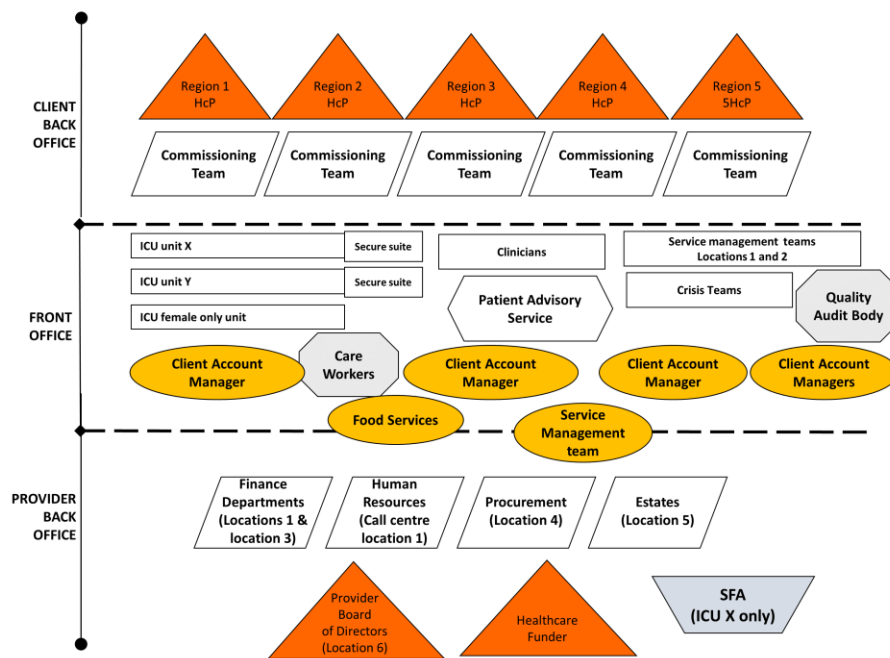 CLIENT
BACK
OFFICE
Region 1
HcP
Region 2
HcP
Region 3
HcP
Region 4
HcP
Region 5
5HcP
Commissioning
Team
Commissioning
Team
Commissioning
Team
Commissioning
Team
Commissioning
Team
FRONT
OFFICE
ICU unit X
Secure suite
Clinicians
Service management teams
Locations 1 and 2
ICU unit Y
Secure suite
Patient Advisory
Service
Crisis Teams
Quality
Audit Body
ICU female only unit
Client Account
Manager
Care
Workers
Client Account
Manager
Client Account
Manager
Client Account
Managers
Food Services
Service
Management
team
PROVIDER
BACK
OFFICE
Finance
Departments
(Locations 1 &
location 3)
Human
Resources
(Call centre
location 1)
Procurement
(Location 4)
Estates
(Location 5)
Provider
Board
of Directors
(Location 6)
Healthcare
Funder
SFA
(ICU X only)